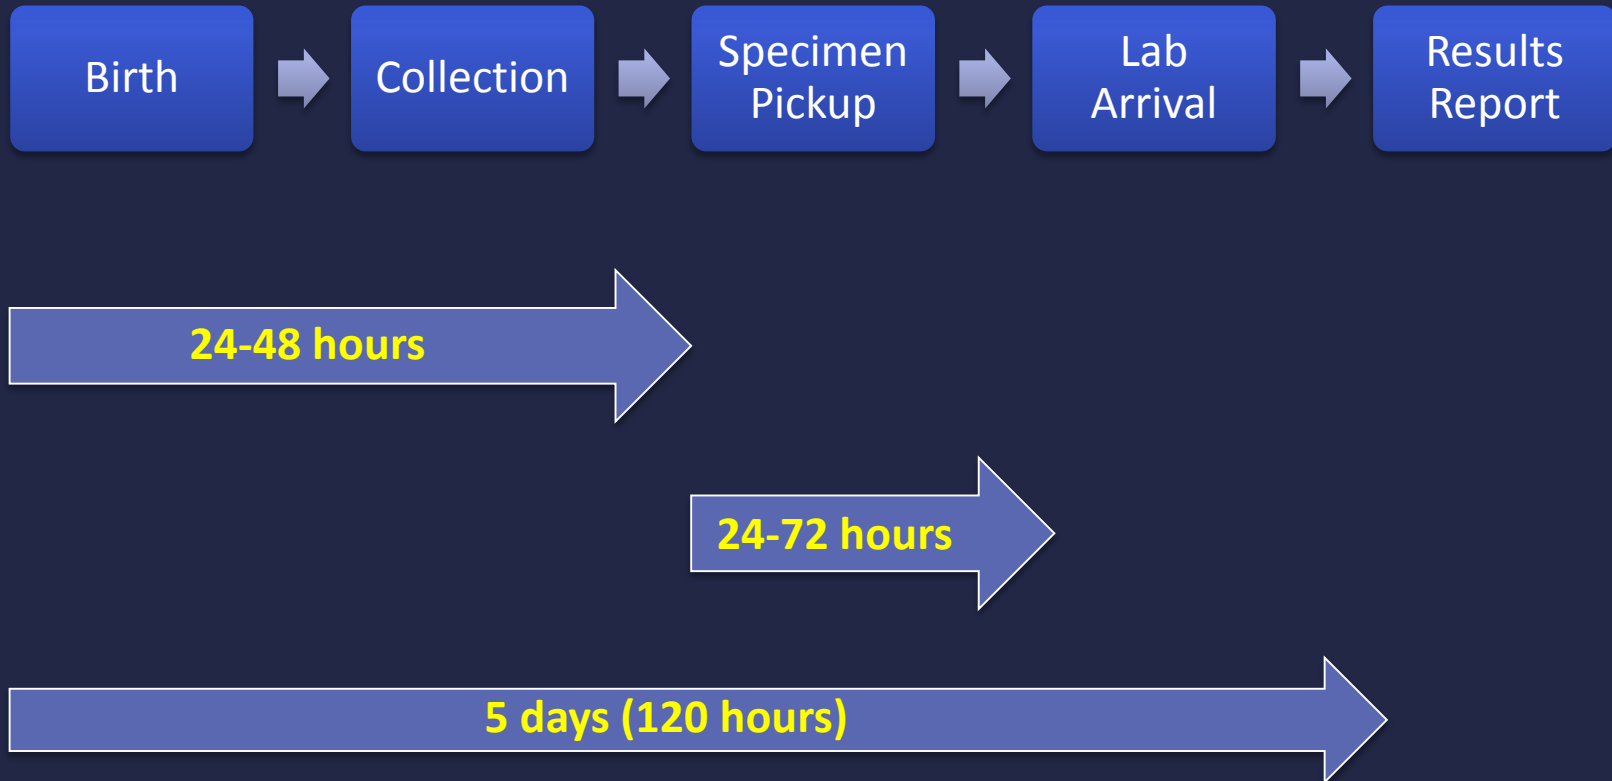 Birth
Collection
Specimen
Pickup
Lab
Arrival
Results
Report
24-48 hours
24-72 hours
5 days (120 hours)